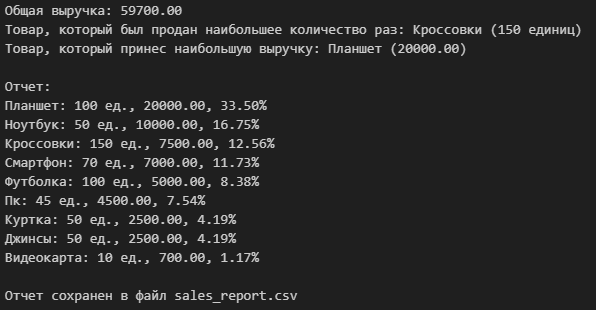 Общая выручка: 59700.00
Товар, который был продан наибольшее количество раз: Кроссовки (150 единиц)
Товар, который принес наибольшую выручку: Планшет (20000.00)
Отчет:
Планшет: 100 ед., 20000.00, 33.50%
Ноутбук: 50 ед., 10000.00, 16.75%
Кроссовки: 150 ед., 7500.00, 12.56%
Смартфон: 70 ед., 7000.00, 11.73%
Футболка: 100 ед., 5000.00, 8.38%
Пк: 45 ед., 4500.00, 7.54%
Куртка: 50 ед., 2500.00, 4.19%
Джинсы: 50 ед., 2500.00, 4.19%
Видеокарта: 10 ед., 700.00, 1.17%
Отчет сохранен в файл sales_report.csv